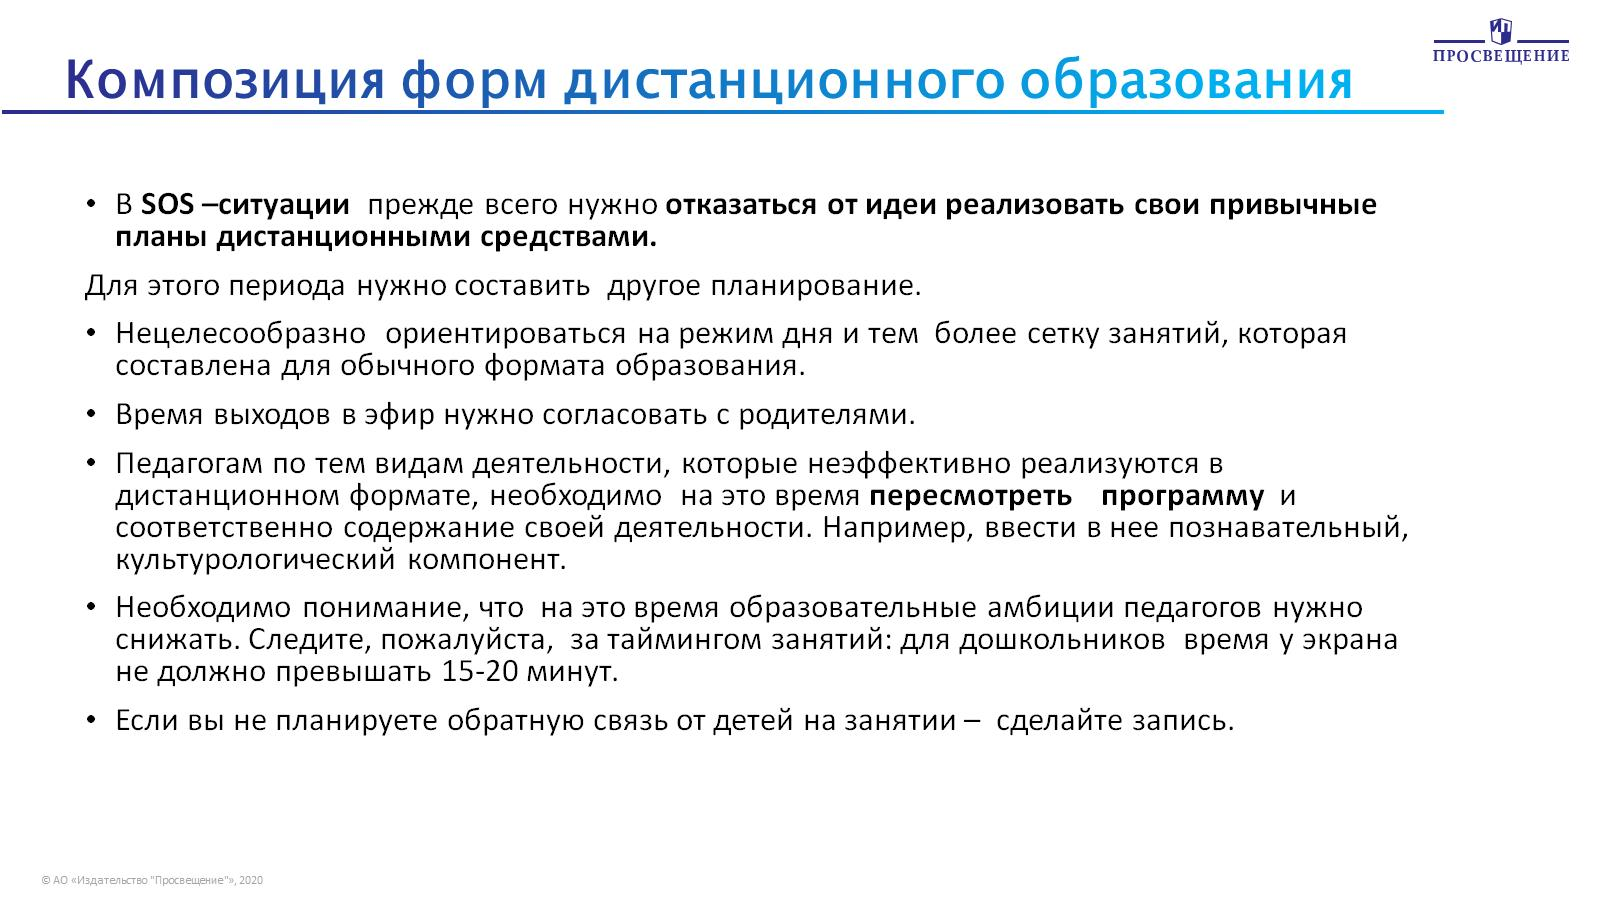 ПРОСВЕЩЕНИЕ
Композиция форм дистанционного образования
• В SOS –ситуации прежде всего нужно отказаться от идеи реализовать свои привычные
планы дистанционными средствами.
Для этого периода нужно составить другое планирование.
• Нецелесообразно ориентироваться на режим дня и тем более сетку занятий, которая
составлена для обычного формата образования.
• Время выходов в эфир нужно согласовать с родителями.
• Педагогам по тем видам деятельности, которые неэффективно реализуются в
дистанционном формате, необходимо на это время пересмотреть программу и
соответственно содержание своей деятельности. Например, ввести в нее познавательный,
культурологический компонент.
• Необходимо понимание, что на это время образовательные амбиции педагогов нужно
снижать. Следите, пожалуйста, за таймингом занятий: для дошкольников время у экрана
не должно превышать 15-20 минут.
• Если вы не планируете обратную связь от детей на занятии – сделайте запись.
© АО «Издательство "Просвещение"», 2020